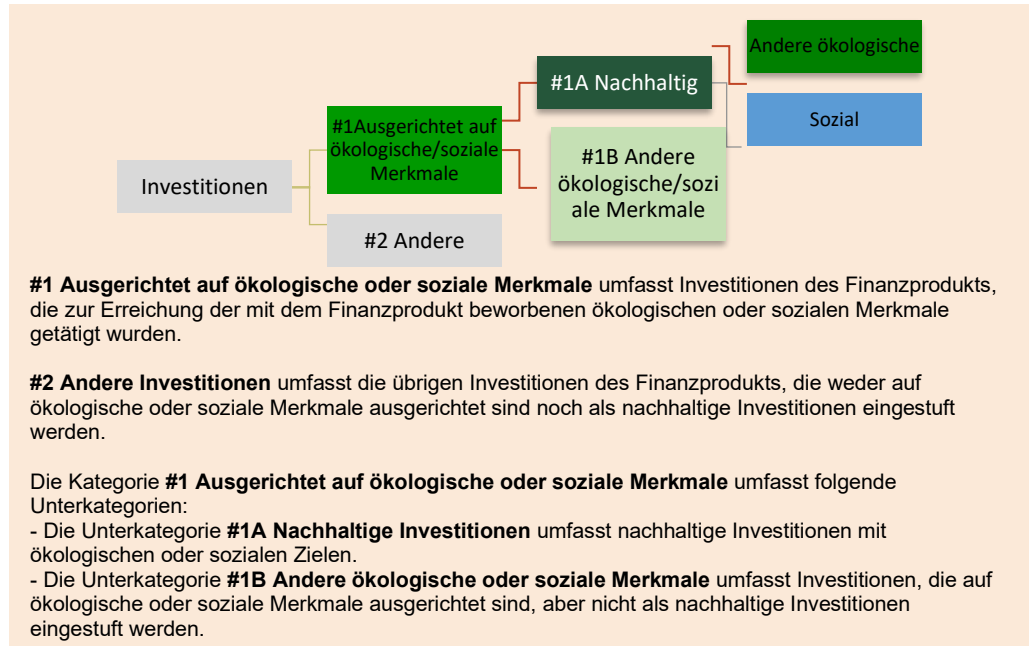 Andere ökologische
#1A Nachhaltig
Sozial
#1Ausgerichtet auf
ökologische/soziale
Merkmale
#1B Andere
ökologische/sozi
ale Merkmale
Investitionen
#2 Andere
#1 Ausgerichtet auf ökologische oder soziale Merkmale umfasst Investitionen des Finanzprodukts,
die zur Erreichung der mit dem Finanzprodukt beworbenen ökologischen oder sozialen Merkmale
getätigt wurden.
#2 Andere Investitionen umfasst die übrigen Investitionen des Finanzprodukts, die weder auf
ökologische oder soziale Merkmale ausgerichtet sind noch als nachhaltige Investitionen eingestuft
werden.
Die Kategorie #1 Ausgerichtet auf ökologische oder soziale Merkmale umfasst folgende
Unterkategorien:
- Die Unterkategorie #1A Nachhaltige Investitionen umfasst nachhaltige Investitionen mit
ökologischen oder sozialen Zielen.
- Die Unterkategorie #1B Andere ökologische oder soziale Merkmale umfasst Investitionen, die auf
ökologische oder soziale Merkmale ausgerichtet sind, aber nicht als nachhaltige Investitionen
eingestuft werden.